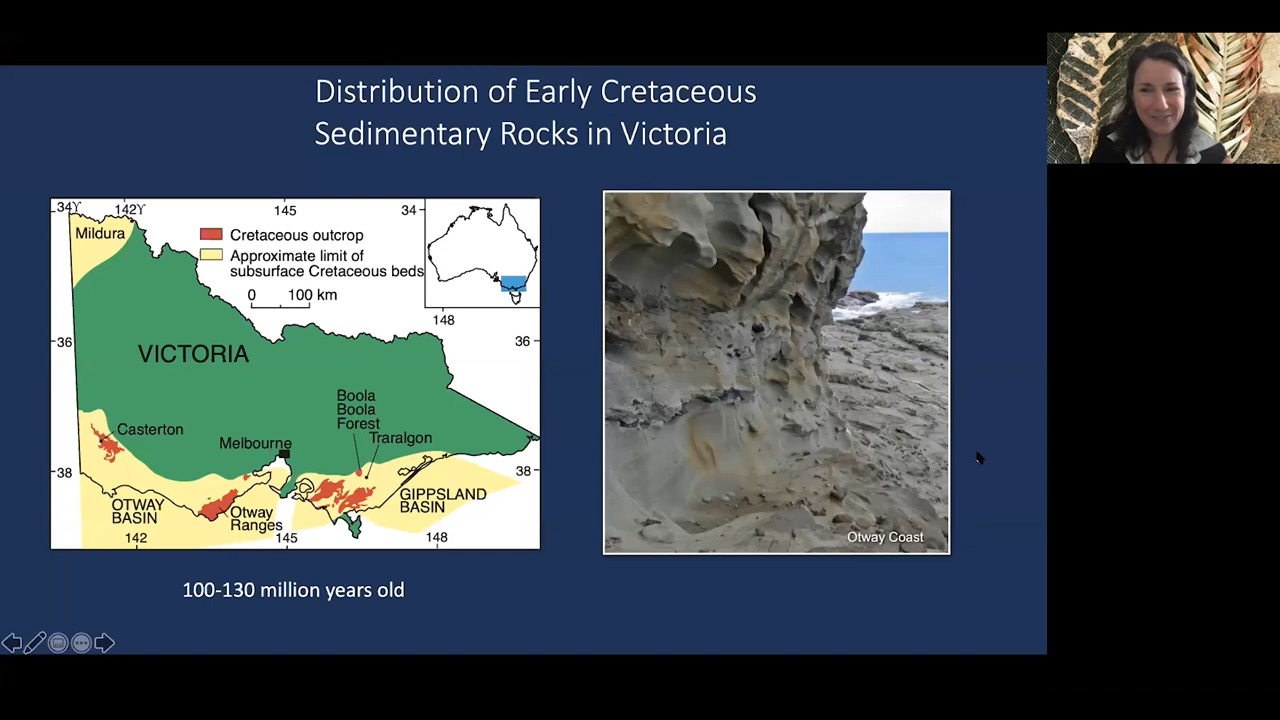 Distribution of Early Cretaceous
Sedimentary Rocks in Victoria
34Y
142Y
145
34
Mildura
Cretaceous outcrop
Approximate limit of
subsurface Cretaceous beds
0 100 km
148
36
36
VICTORIA
Boola
Boola
Forest
Casterton
Melbourne
Traralgon
38
38
OTWAY
BASIN
Otway
Ranges
GIPPSLAND
BASIN
142
145
148
Otway Coast
100-130 million years old